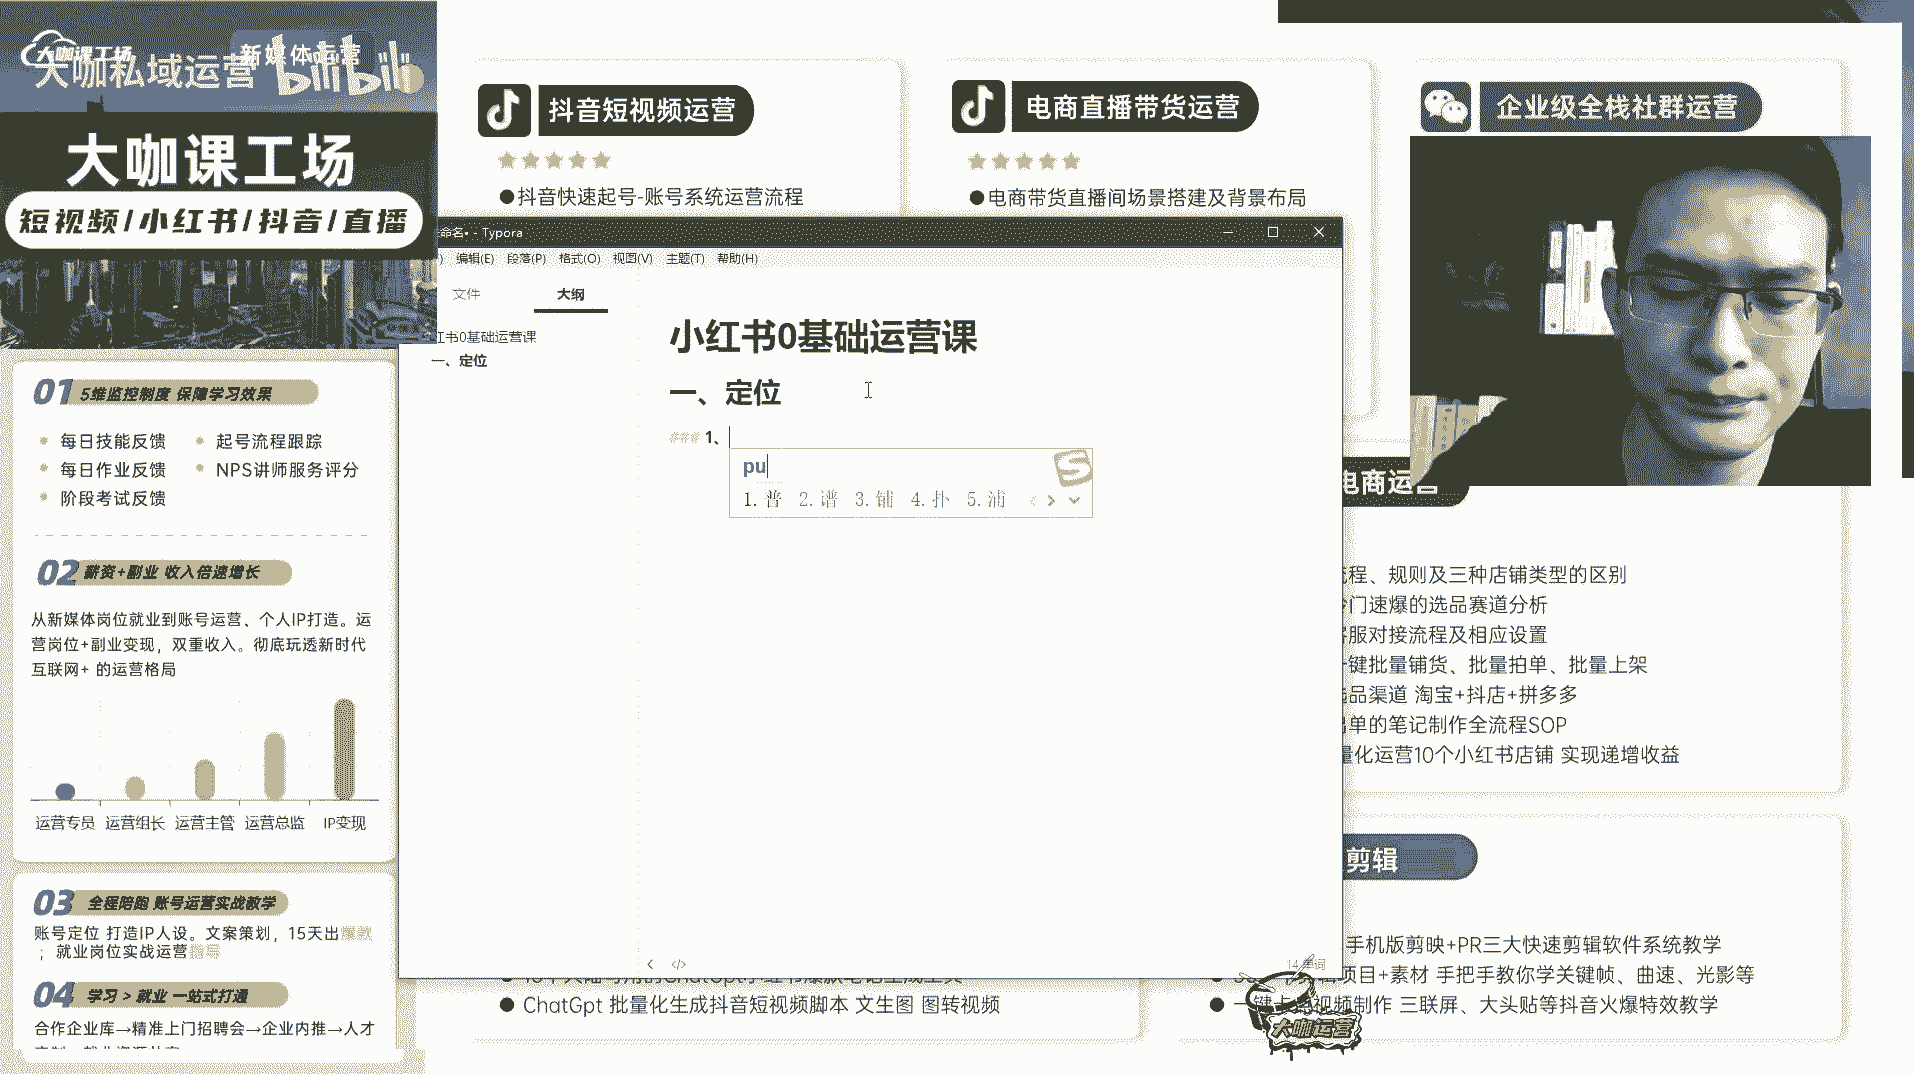 大咖课工场
新媒体运营
大咖私域运营
bilibili
大咖课工场
短视频/小红书/抖音/直播
01 5维监控制度 保障学习效果
每日技能反馈
起号流程跟踪
每日作业反馈
NPS讲师服务评分
阶段考试反馈
02 薪资+副业 收入倍速增长
从新媒体岗位就业到账号运营、个人IP打造。运
营岗位+副业变现，双重收入。彻底玩透新时代
互联网+ 的运营格局
运营专员 运营组长 运营主管 运营总监 IP变现
03 全程陪跑 账号运营实战教学
账号定位 打造IP人设。文案策划，15天出爆款
；就业岗位实战运营指导
04 学习 > 就业 一站式打通
合作企业库→精准上门招聘会→企业内推→人才
抖音短视频运营
●抖音快速起号-账号系统运营流程
电商直播带货运营
●电商带货直播间场景搭建及背景布局
企业级全栈社群运营
命名• - Typora
编辑(E) 段落(P) 格式(O) 视图(V) 主题(T) 帮助(H)
文件
大纲
红书0基础运营课
一、定位
小红书0基础运营课
一、定位
### 1、
pu
1. 普 2. 谱 3. 铺 4. 扑 5. 浦
14 单词
电商运营
流程、规则及三种店铺类型的区别
冷门速爆的选品赛道分析
客服对接流程及相应设置
一键批量铺货、批量拍单、批量上架
选品渠道 淘宝+抖店+拼多多
出单的笔记制作全流程SOP
量化运营10个小红书店铺 实现递增收益
剪辑
手机版剪映+PR三大快速剪辑软件系统教学
项目+素材 手把手教你学关键帧、曲速、光影等
视频制作 三联屏、大头贴等抖音火爆特效教学
● ChatGpt 批量化生成抖音短视频脚本 文生图 图转视频
大咖运营